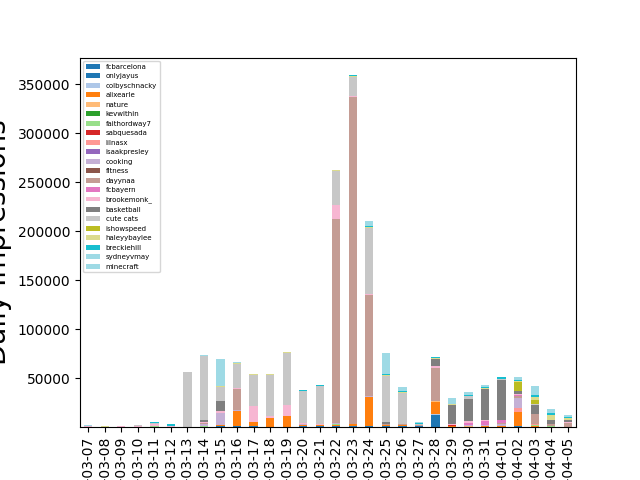 Daily Impressions
350000
300000
250000
200000
150000
100000
50000
fcbarcelona
onlyjayus
colbyschnacky
alixearle
nature
kevwithin
faithordway7
sabquesada
illnasx
isaakpresley
cooking
fitness
dayynaa
fcbayern
brookemonk_
basketball
cute cats
ishowspeed
haleyybaylee
breckiehill
sydneyvmay
minecraft
03-07
03-08
03-09
03-10
03-11
03-12
03-13
03-14
03-15
03-16
03-17
03-18
03-19
03-20
03-21
03-22
03-23
03-24
03-25
03-26
03-27
03-28
03-29
03-30
03-31
04-01
04-02
04-03
04-04
04-05